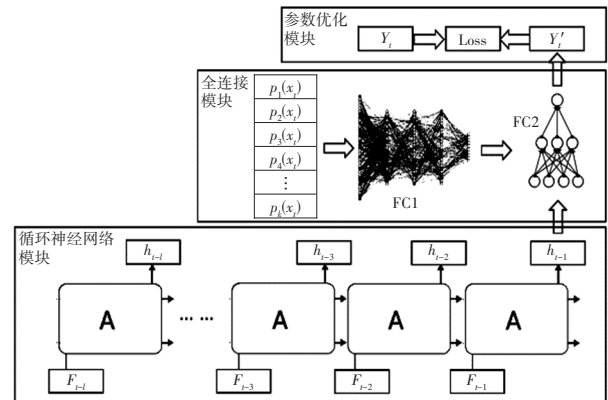 参数优化
模块
Y_t
Loss
Y_t′
全连接
模块
p_1(x_t)
p_2(x_t)
p_3(x_t)
p_4(x_t)
⋮
p_k(x_t)
FC1
FC2
循环神经网络
模块
h_{t-l} h_{t-3} h_{t-2} h_{t-1}
A …… A A A
F_{t-l} F_{t-3} F_{t-2} F_{t-1}